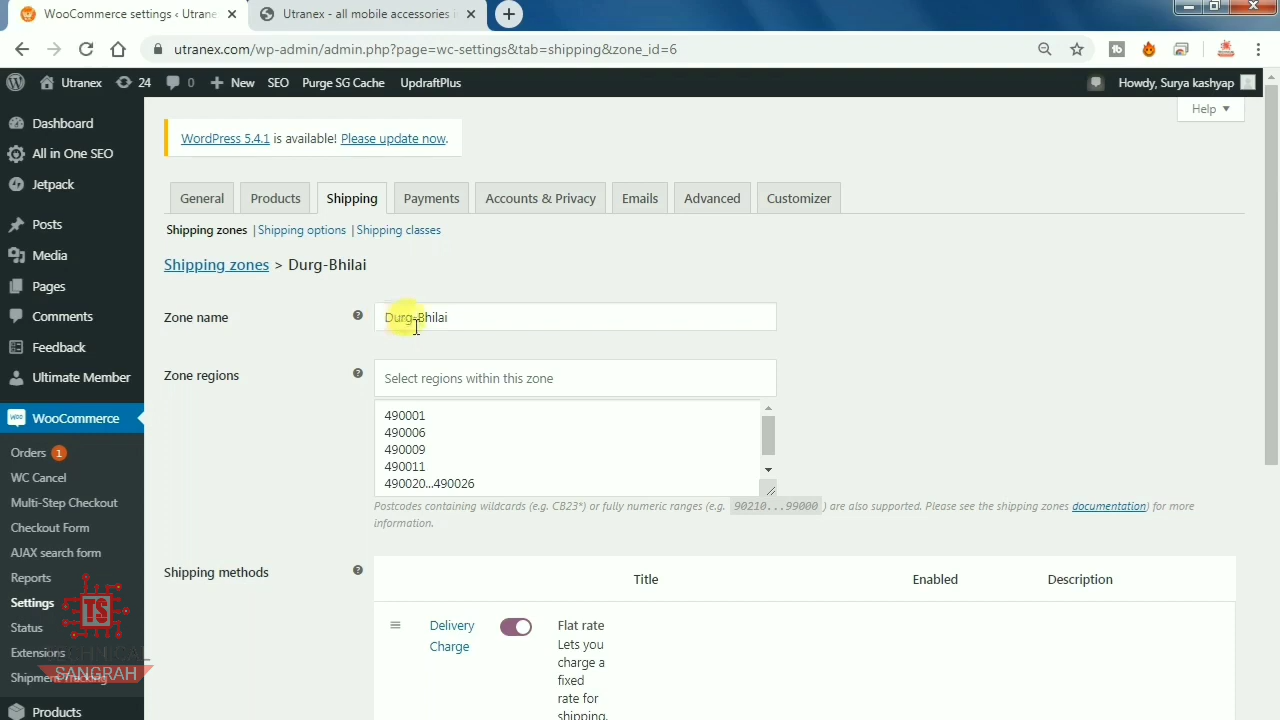 WooCommerce settings ‹ Utrane
Utranex - all mobile accessories i
utranex.com/wp-admin/admin.php?page=wc-settings&tab=shipping&zone_id=6
Utranex 24 0 New SEO Purge SG Cache UpdraftPlus Howdy, Surya kashyap
Help
Dashboard
All in One SEO
Jetpack
Posts
Media
Pages
Comments
Feedback
Ultimate Member
WooCommerce
Orders 1
WC Cancel
Multi-Step Checkout
Checkout Form
AJAX search form
Reports
Settings
Status
Extensions
Shipment Tracking
Products
TS
TECHNICAL
SANGRAH
WordPress 5.4.1 is available! Please update now.
General Products Shipping Payments Accounts & Privacy Emails Advanced Customizer
Shipping zones | Shipping options | Shipping classes
Shipping zones > Durg-Bhilai
Zone name
Durg-Bhilai
Zone regions
Select regions within this zone
490001
490006
490009
490011
490020...490026
Postcodes containing wildcards (e.g. CB23*) or fully numeric ranges (e.g. 90210...99000 ) are also supported. Please see the shipping zones documentation) for more
information.
Shipping methods
Title Enabled Description
Delivery
Charge
Flat rate
Lets you
charge a
fixed
rate for
shipping.